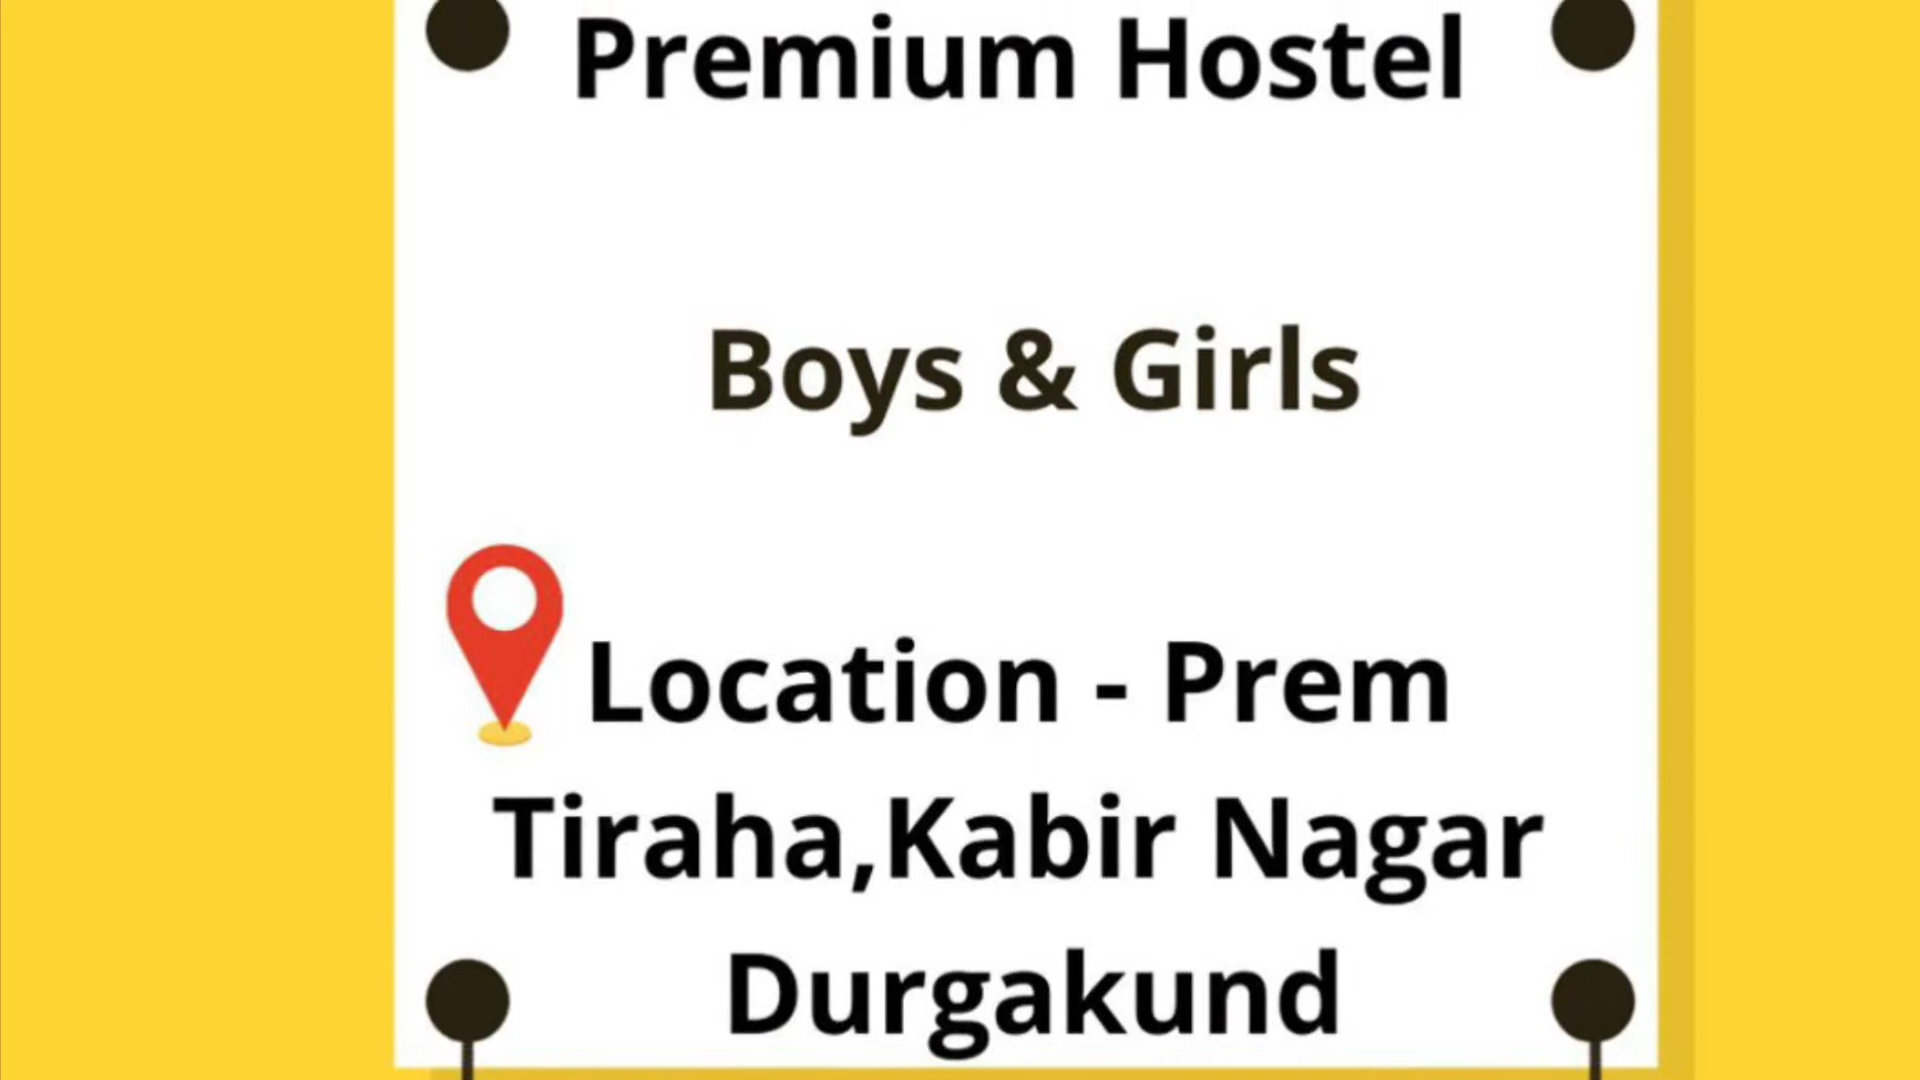 Premium Hostel
Boys & Girls
Location - Prem
Tiraha,Kabir Nagar
Durgakund